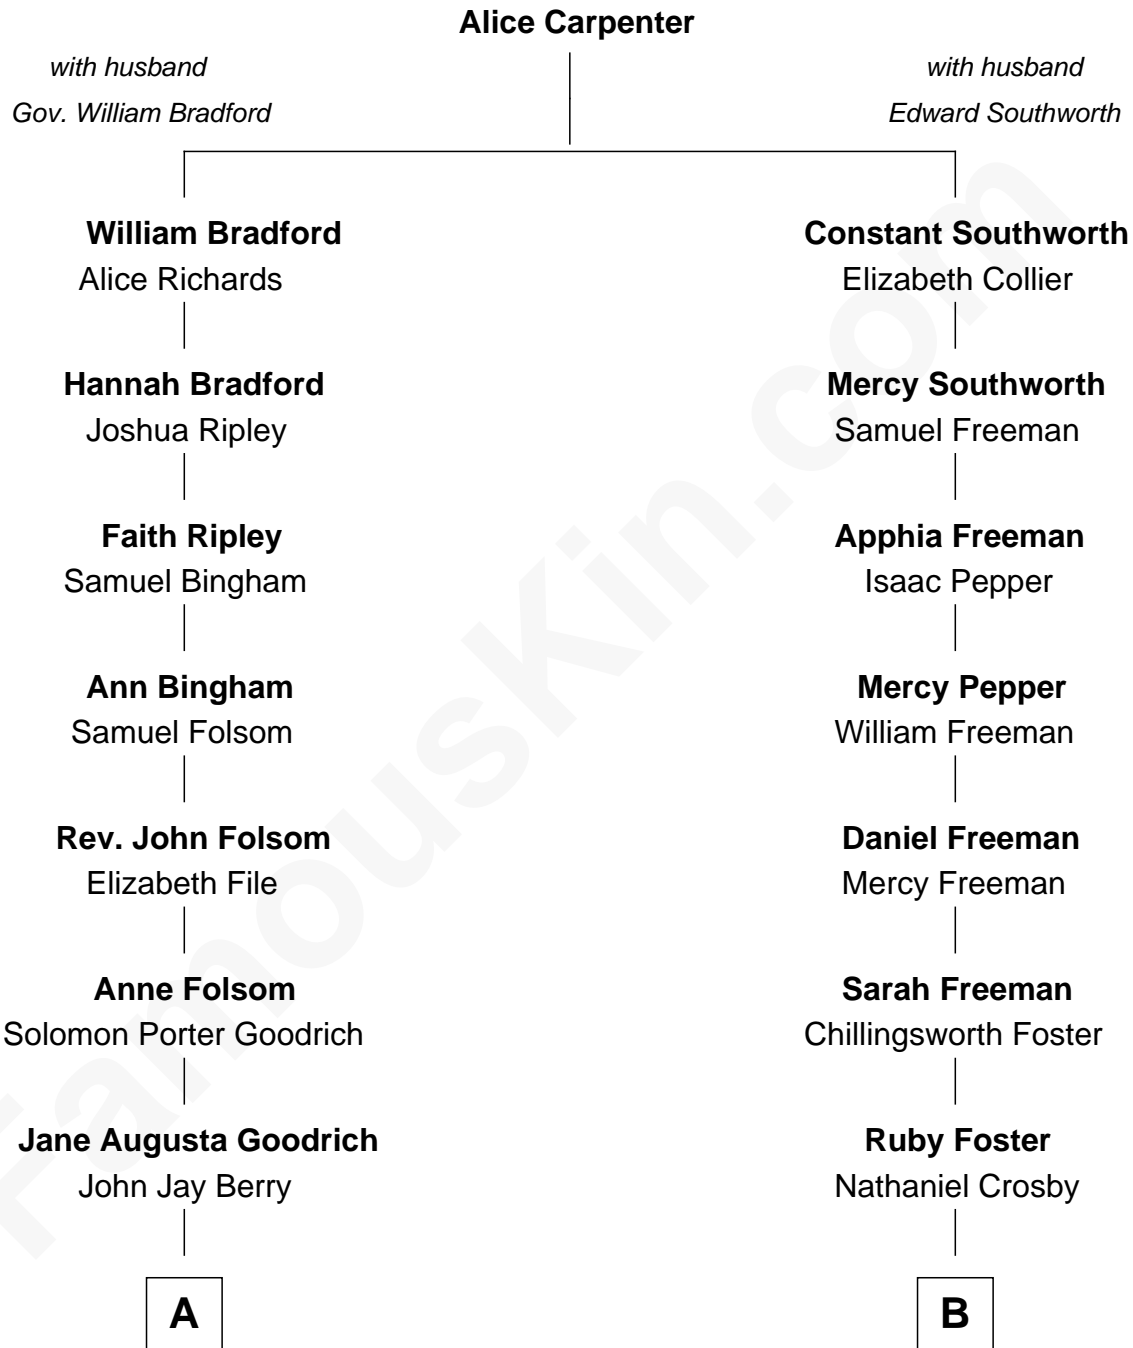 Alice Carpenter
with husband
Gov. William Bradford
with husband
Edward Southworth
William Bradford
Alice Richards
Constant Southworth
Elizabeth Collier
Hannah Bradford
Joshua Ripley
Mercy Southworth
Samuel Freeman
Faith Ripley
Samuel Bingham
Apphia Freeman
Isaac Pepper
Ann Bingham
Samuel Folsom
Mercy Pepper
William Freeman
Rev. John Folsom
Elizabeth File
Daniel Freeman
Mercy Freeman
Anne Folsom
Solomon Porter Goodrich
Sarah Freeman
Chillingsworth Foster
Jane Augusta Goodrich
John Jay Berry
Ruby Foster
Nathaniel Crosby
A
B
FamousKin.com